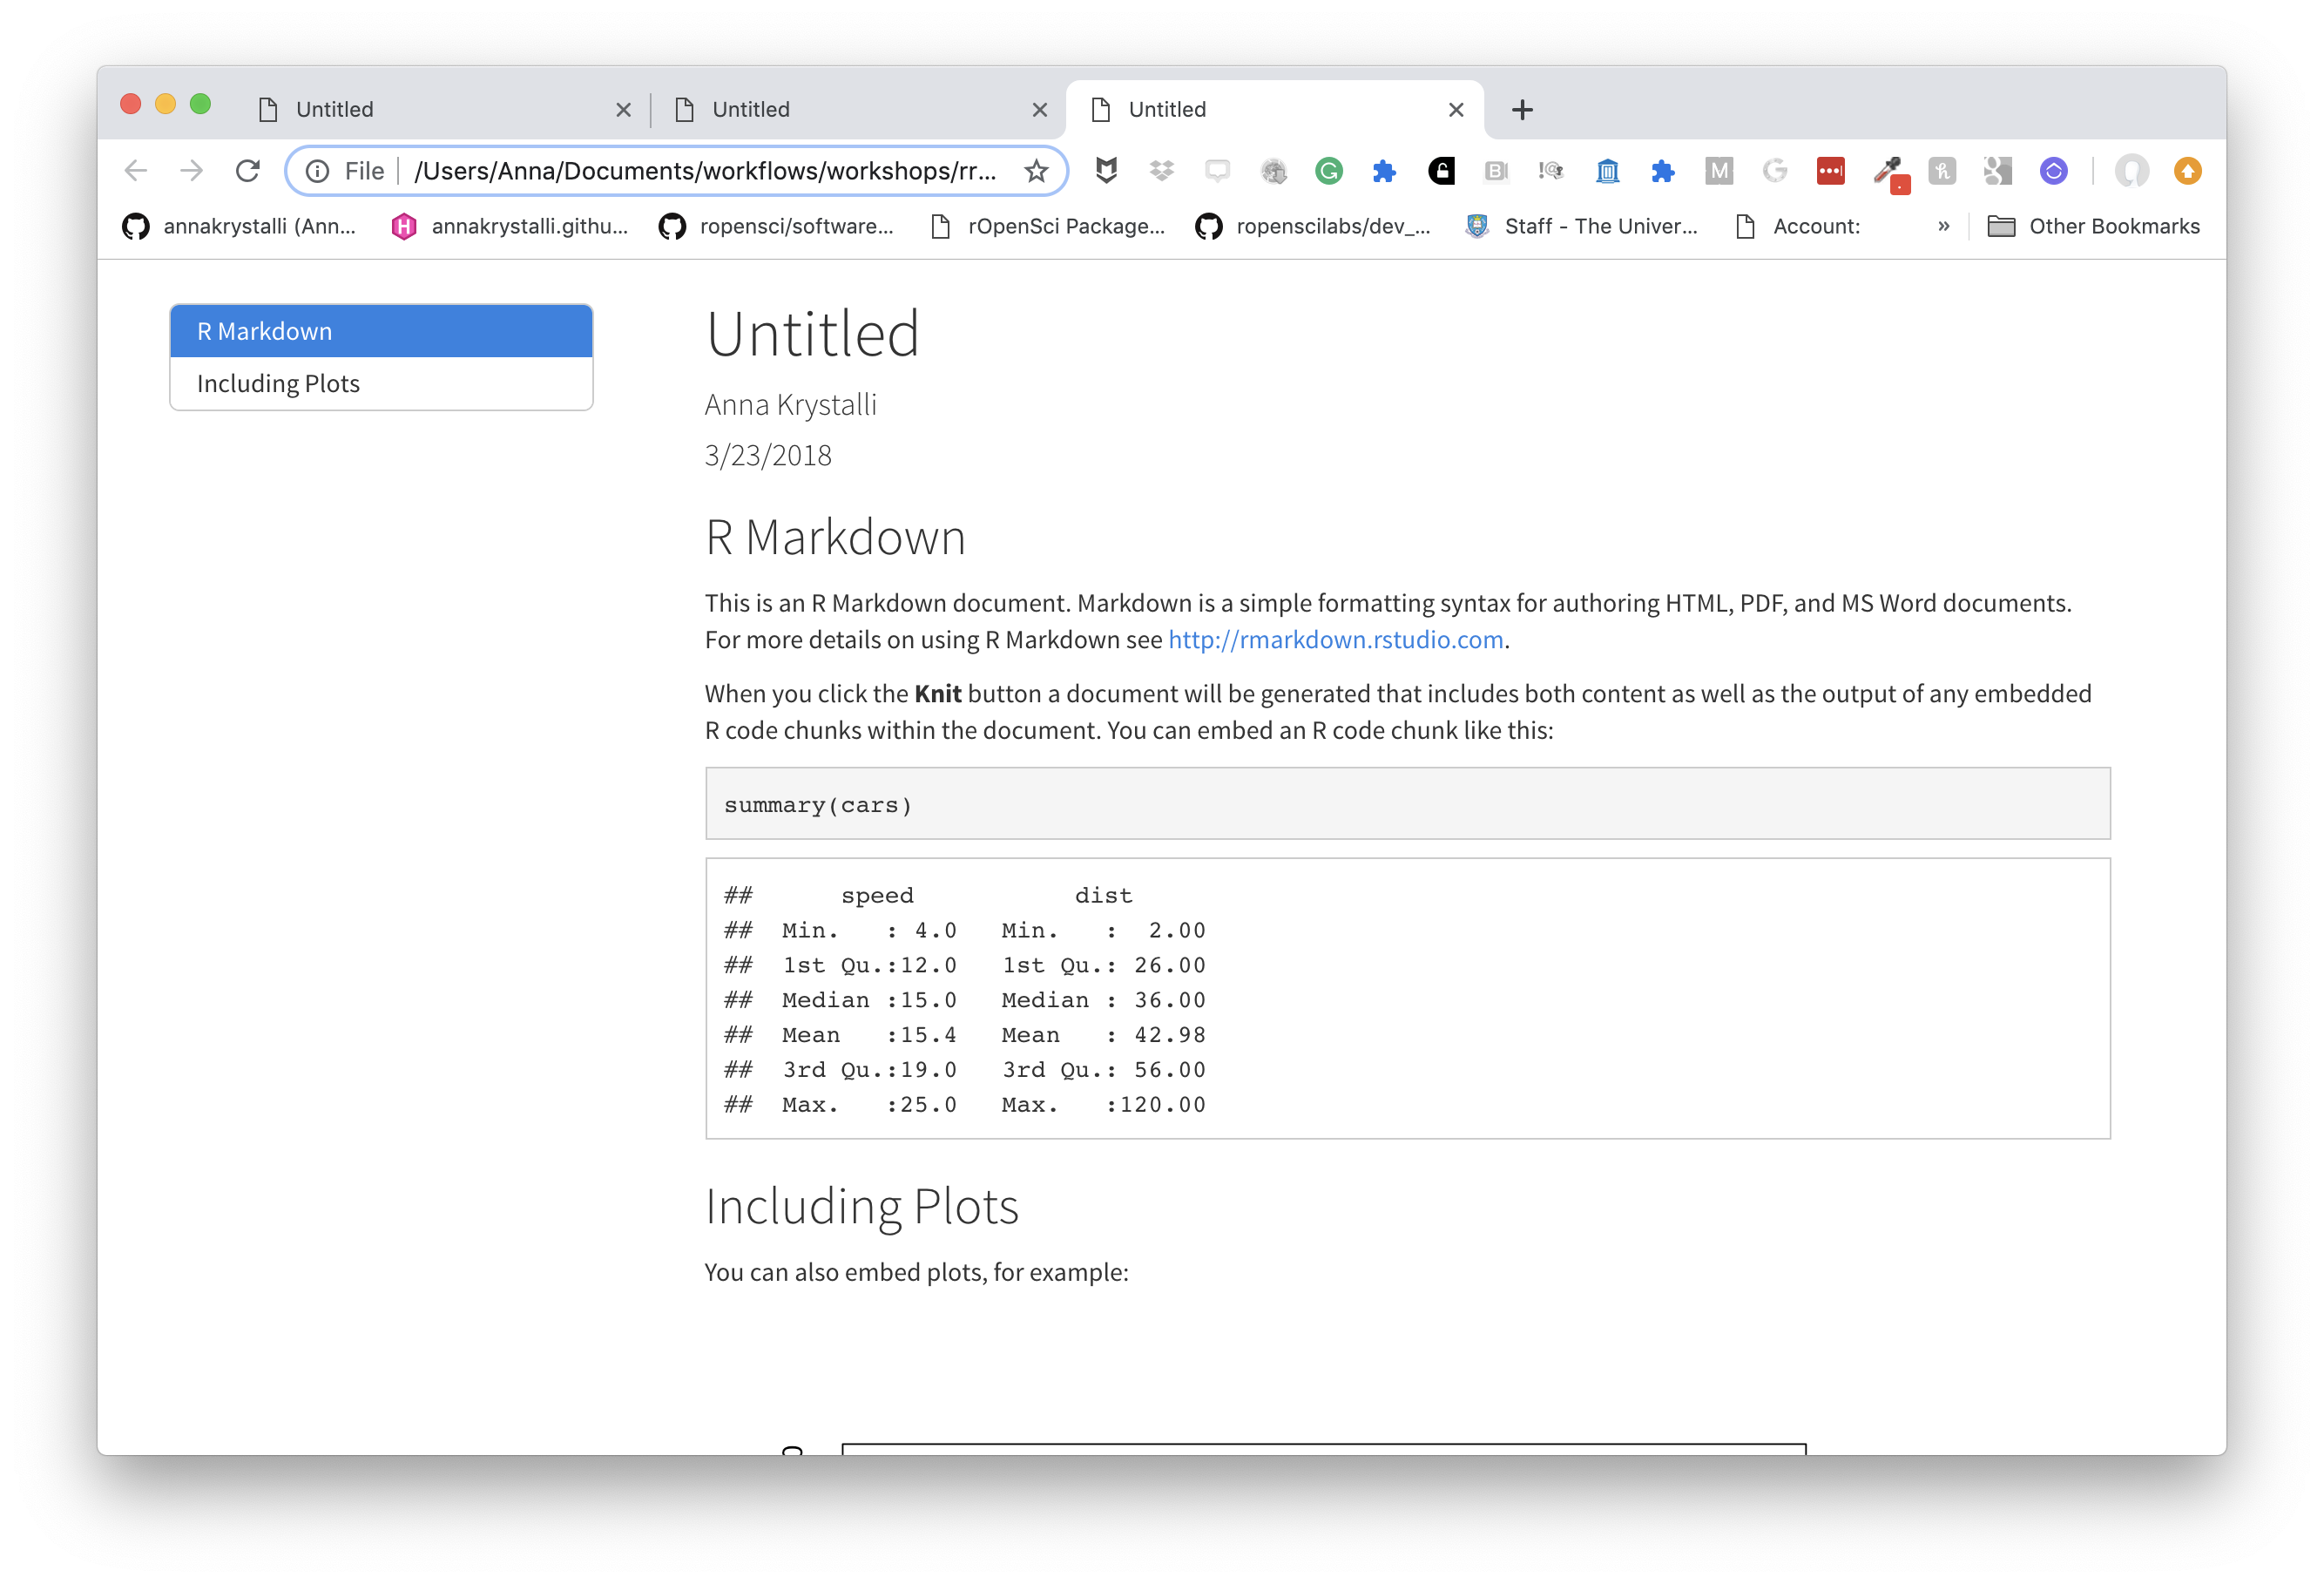 Untitled
Untitled
Untitled
File /Users/Anna/Documents/workflows/workshops/rr...
annakrystalli (Ann... annakrystalli.githu... ropensci/software... rOpenSci Package... ropenscilabs/dev_... Staff - The Univer... Account: » Other Bookmarks
R Markdown
Including Plots
Untitled
Anna Krystalli
3/23/2018
R Markdown
This is an R Markdown document. Markdown is a simple formatting syntax for authoring HTML, PDF, and MS Word documents.
For more details on using R Markdown see http://rmarkdown.rstudio.com.
When you click the Knit button a document will be generated that includes both content as well as the output of any embedded
R code chunks within the document. You can embed an R code chunk like this:
summary(cars)
##      speed           dist
##  Min.   : 4.0   Min.   :  2.00
##  1st Qu.:12.0   1st Qu.: 26.00
##  Median :15.0   Median : 36.00
##  Mean   :15.4   Mean   : 42.98
##  3rd Qu.:19.0   3rd Qu.: 56.00
##  Max.   :25.0   Max.   :120.00
Including Plots
You can also embed plots, for example: